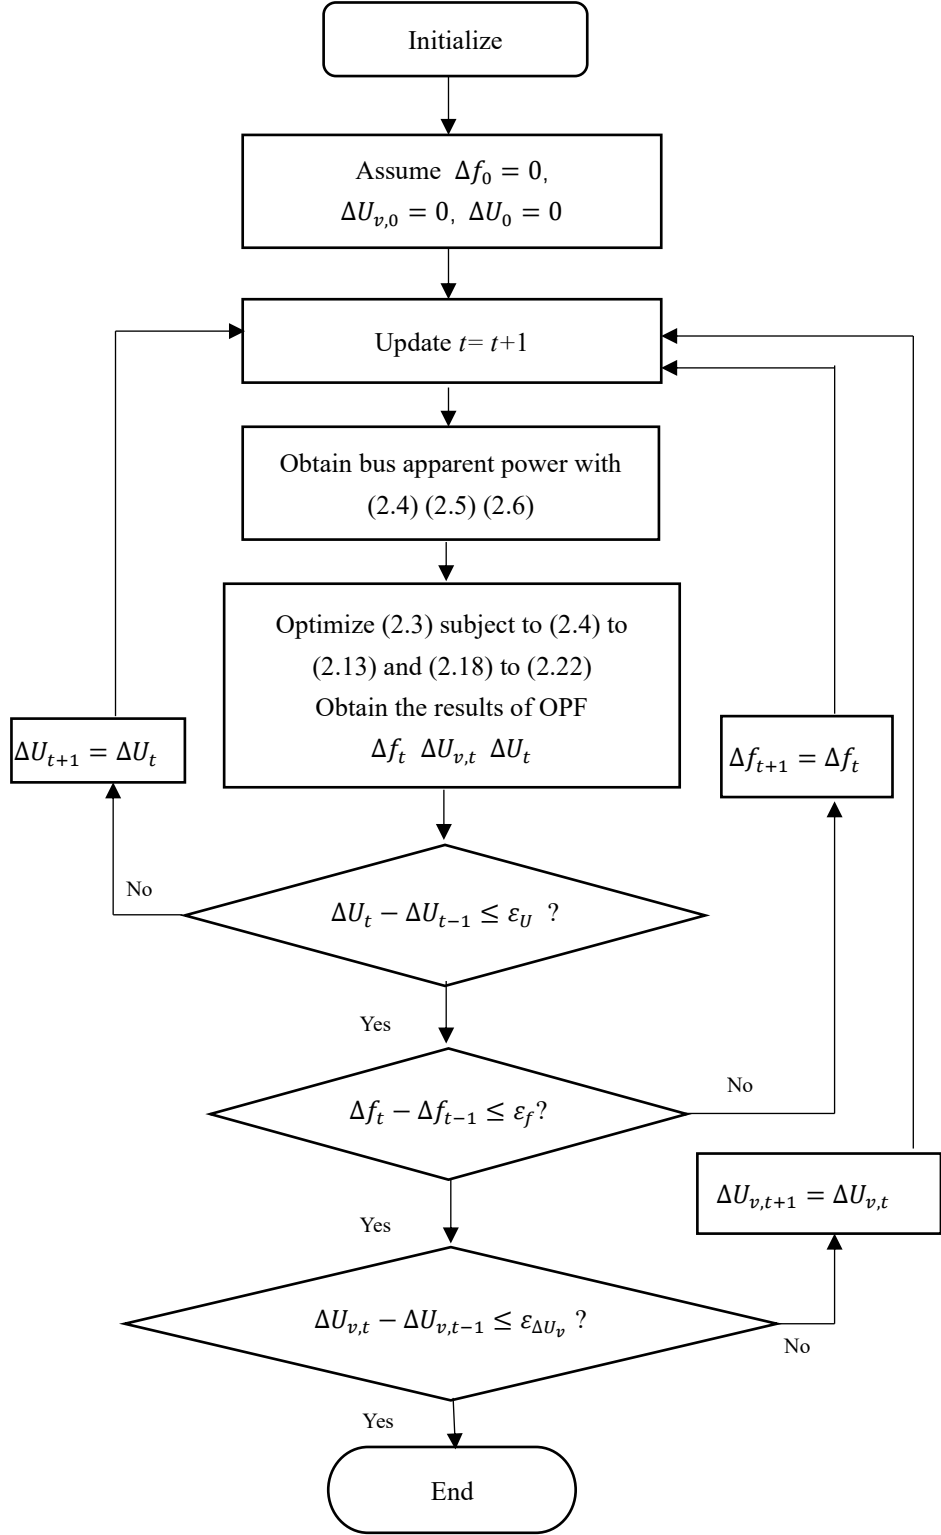 Initialize
Assume Δf₀ = 0,
ΔU_{v,0} = 0, ΔU₀ = 0
Update t= t+1
Obtain bus apparent power with
(2.4) (2.5) (2.6)
Optimize (2.3) subject to (2.4) to
(2.13) and (2.18) to (2.22)
Obtain the results of OPF
Δf_t ΔU_{v,t} ΔU_t
ΔU_{t+1} = ΔU_t
Δf_{t+1} = Δf_t
No
ΔU_t − ΔU_{t−1} ≤ ε_U ?
Yes
Δf_t − Δf_{t−1} ≤ ε_f?
No
ΔU_{v,t+1} = ΔU_{v,t}
Yes
ΔU_{v,t} − ΔU_{v,t−1} ≤ ε_{ΔU_v} ?
No
Yes
End